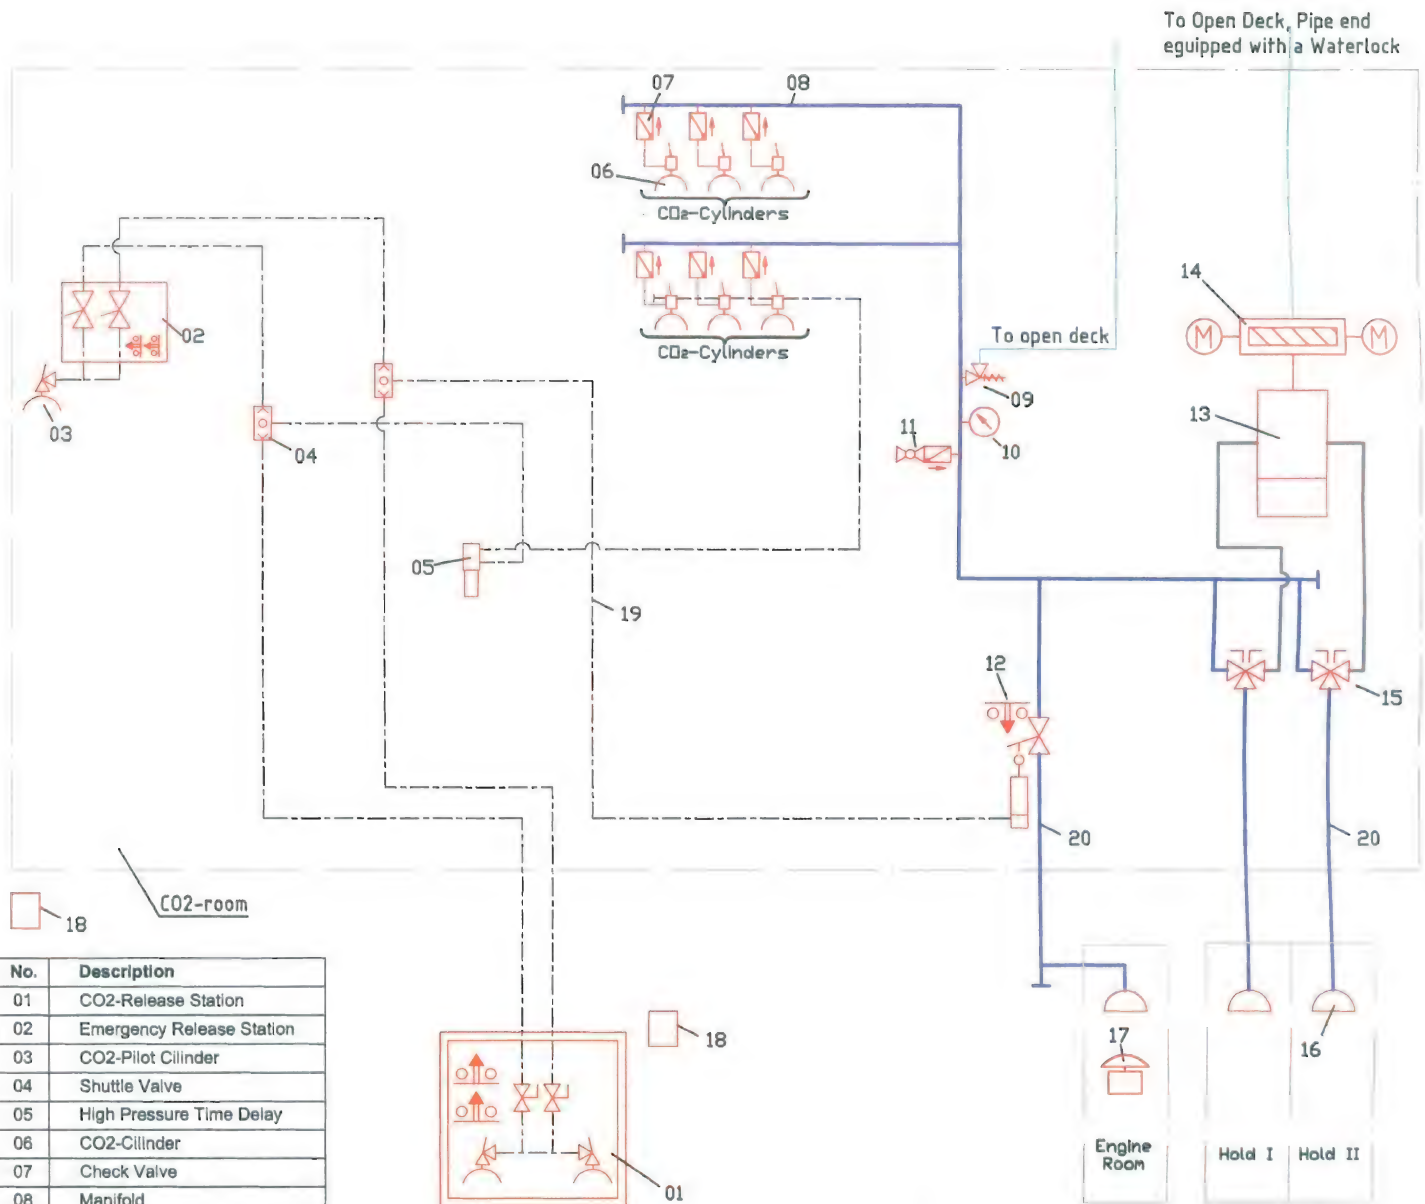 To Open Deck, Pipe end
eguipped with a Waterlock
07
08
06
CO2-Cylinders
14
M
M
02
To open deck
CO2-Cylinders
03
04
09
11
10
13
05
19
12
15
20
20
CO2-room
18
No. Description
01 CO2-Release Station
02 Emergency Release Station
03 CO2-Pilot Cilinder
04 Shuttle Valve
05 High Pressure Time Delay
06 CO2-Cilinder
07 Check Valve
08 Manifold
18
17
16
Engine
Room
Hold I
Hold II
01